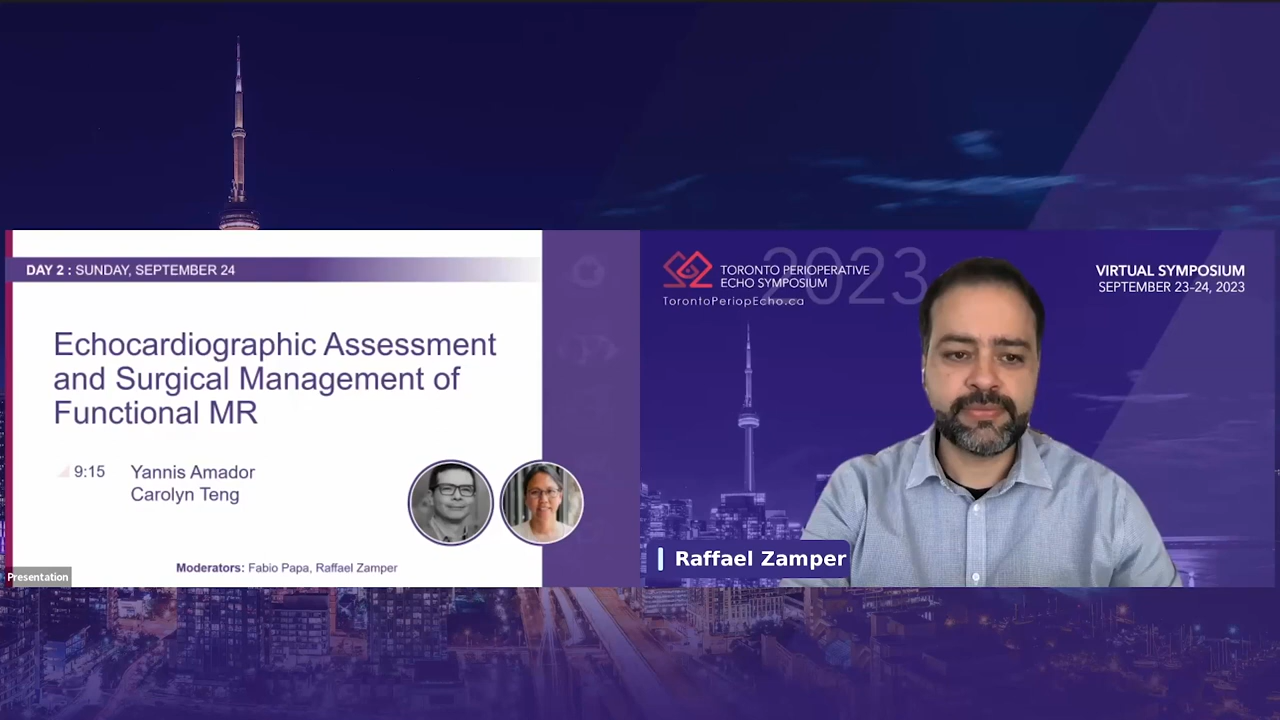 DAY 2 : SUNDAY, SEPTEMBER 24
Echocardiographic Assessment
and Surgical Management of
Functional MR
9:15
Yannis Amador
Carolyn Teng
Moderators: Fabio Papa, Raffael Zamper
Presentation
2023
TORONTO PERIOPERATIVE
ECHO SYMPOSIUM
TorontoPeriopEcho.ca
VIRTUAL SYMPOSIUM
SEPTEMBER 23-24, 2023
Raffael Zamper